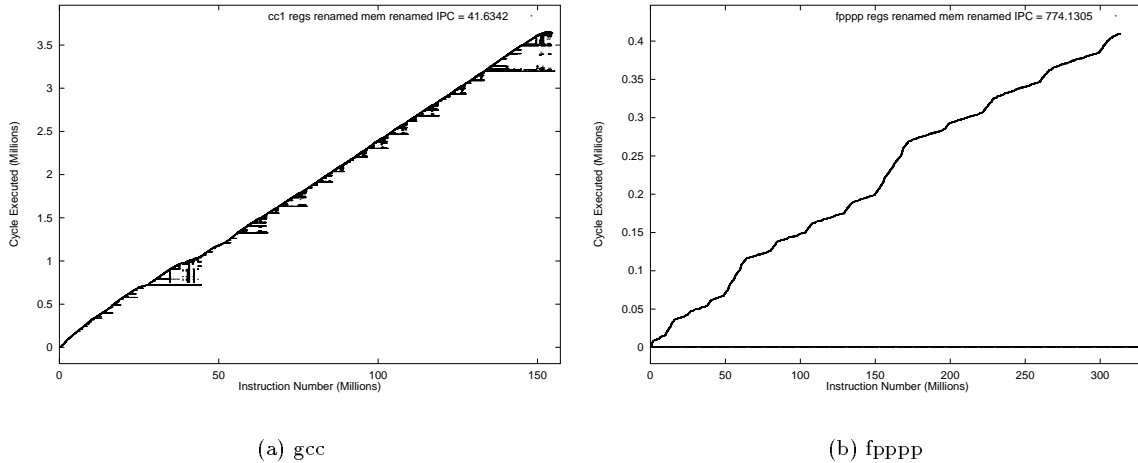 cc1 regs renamed mem renamed IPC = 41.6342
3.5
3
2.5
2
1.5
1
0.5
0
Cycle Executed (Millions)
0 50 100 150
Instruction Number (Millions)
(a) gcc
fpppp regs renamed mem renamed IPC = 774.1305
0.4
0.35
0.3
0.25
0.2
0.15
0.1
0.05
0
Cycle Executed (Millions)
0 50 100 150 200 250 300
Instruction Number (Millions)
(b) fpppp